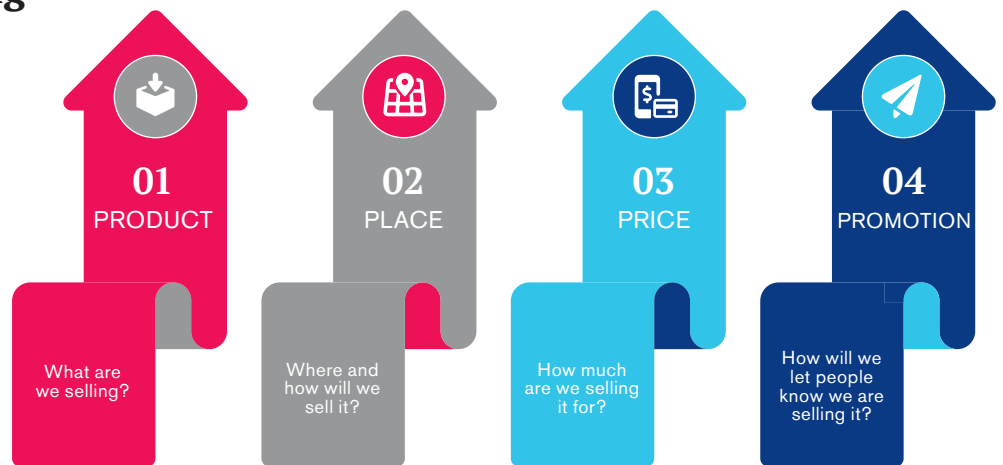 01
PRODUCT
What are
we selling?
02
PLACE
Where and
how will we
sell it?
03
PRICE
$
How much
are we selling
it for?
04
PROMOTION
How will we
let people
know we are
selling it?